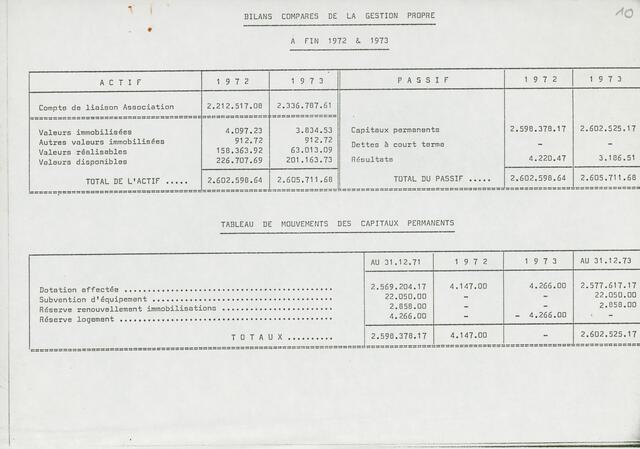 10
BILANS COMPARES DE LA GESTION PROPRE
A FIN 1972 & 1973
ACTIF 1972 1973 PASSIF 1972 1973
Compte de liaison Association 2.212.517.08 2.336.787.61
Valeurs immobilisées 4.097.23 3.834.53 Capitaux permanents 2.598.378.17 2.602.525.17
Autres valeurs immobilisées 912.72 912.72 Dettes à court terme - -
Valeurs réalisables 158.363.92 63.013.09 Résultats 4.220.47 3.186.51
Valeurs disponibles 226.707.69 201.163.73
TOTAL DE L'ACTIF ..... 2.602.598.64 2.605.711.68 TOTAL DU PASSIF ..... 2.602.598.64 2.605.711.68
TABLEAU DE MOUVEMENTS DES CAPITAUX PERMANENTS
AU 31.12.71 1972 1973 AU 31.12.73
Dotation affectée 2.569.204.17 4.147.00 4.266.00 2.577.617.17
Subvention d'équipement 22.050.00 - - 22.050.00
Réserve renouvellement immobilisations 2.858.00 - - 2.858.00
Réserve logement 4.266.00 - - 4.266.00 -
TOTAUX .......... 2.598.378.17 4.147.00 - 2.602.525.17